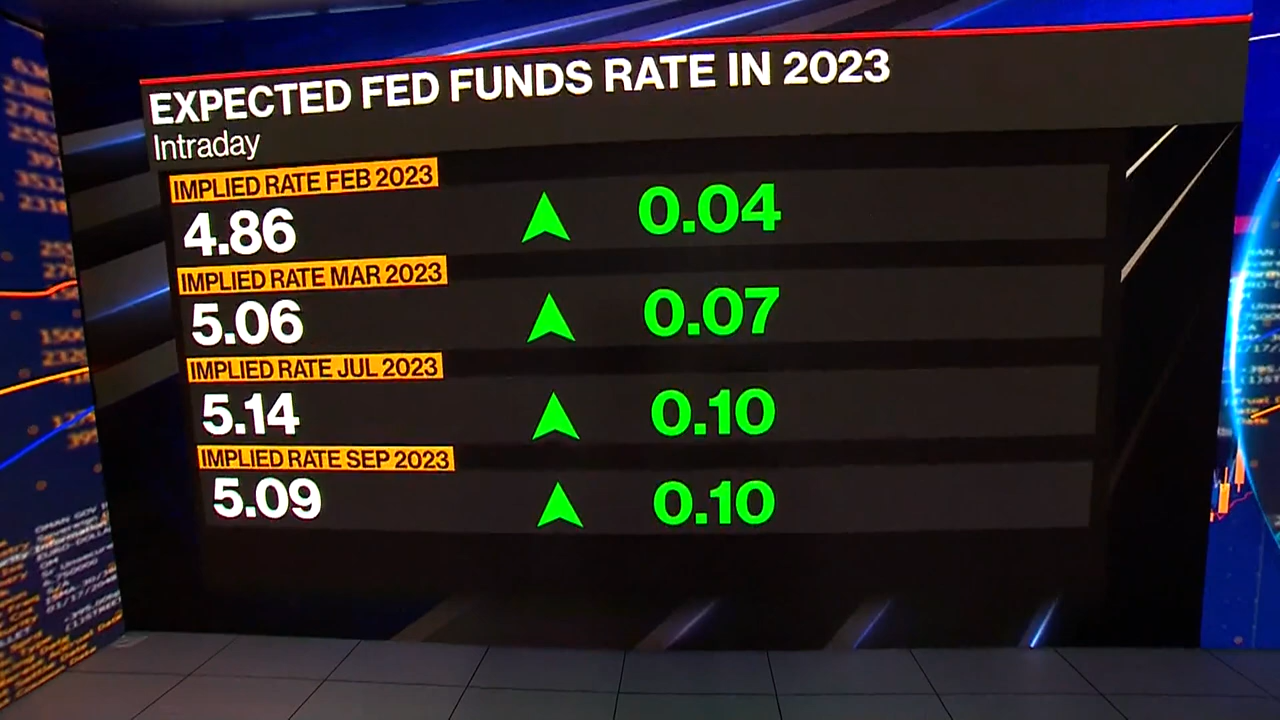 EXPECTED FED FUNDS RATE IN 2023
Intraday
IMPLIED RATE FEB 2023
4.86 ▲ 0.04
IMPLIED RATE MAR 2023
5.06 ▲ 0.07
IMPLIED RATE JUL 2023
5.14 ▲ 0.10
IMPLIED RATE SEP 2023
5.09 ▲ 0.10